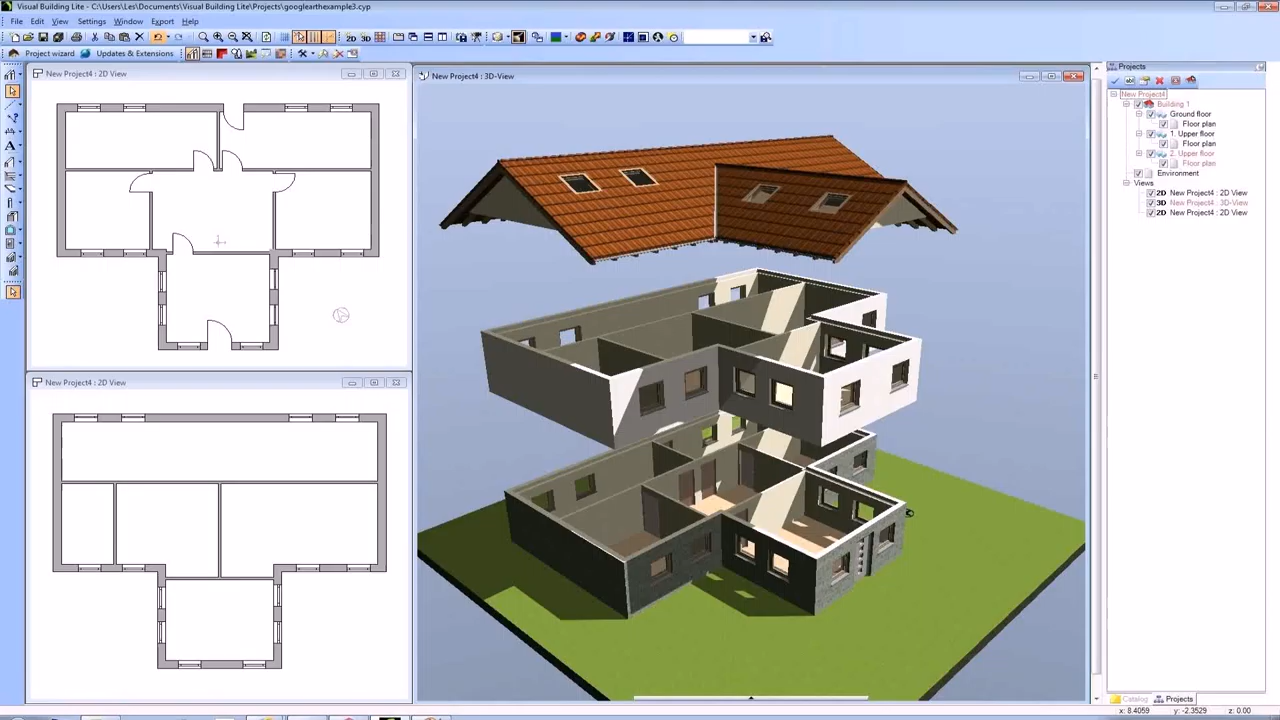 Visual Building Lite - C:\Users\Les\Documents\Visual Building Lite\Projects\googlearthexample3.cyp
File Edit View Settings Window Export Help
2D 3D
Project wizard Updates & Extensions
New Project4 : 2D View
New Project4 : 3D-View
Projects
New Project4
Building 1
Ground floor
Floor plan
1. Upper floor
Floor plan
2. Upper floor
Floor plan
Environment
Views
2D New Project4 : 2D View
3D New Project4 : 3D-View
2D New Project4 : 2D View
New Project4 : 2D View
Catalog Projects
x: 8.4059 y: -2.3529 z: 0.00